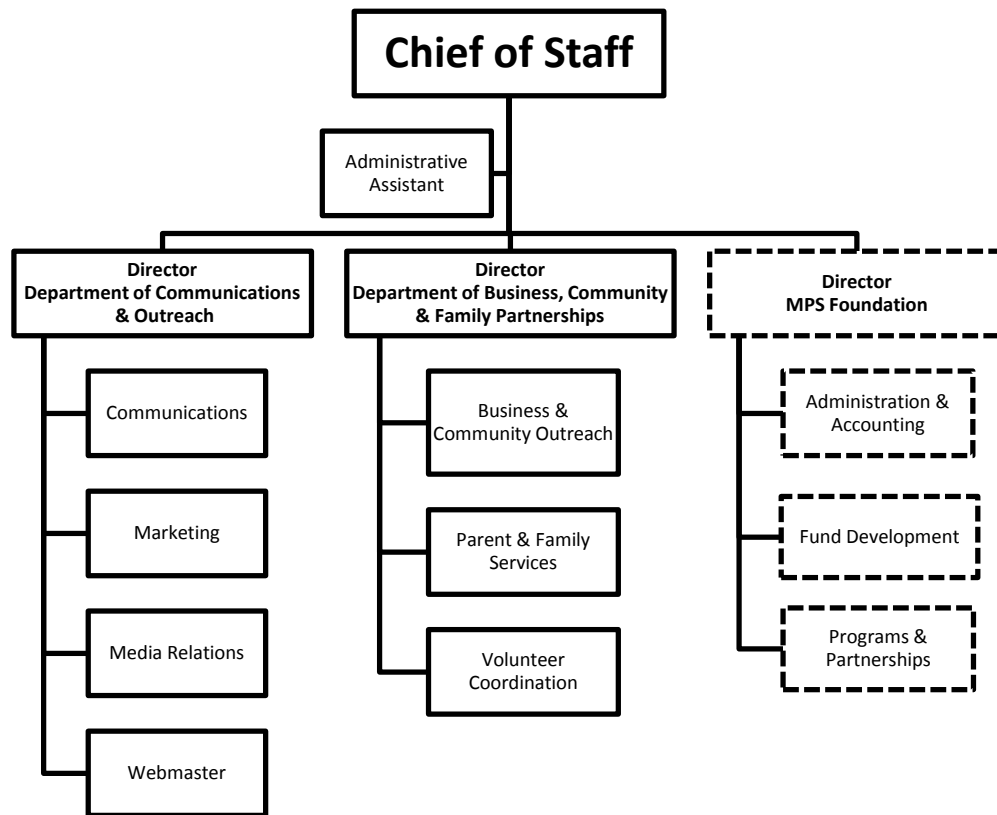 Chief of Staff
Administrative
Assistant
Director
Department of Communications
& Outreach
Director
Department of Business, Community
& Family Partnerships
Director
MPS Foundation
Communications
Marketing
Media Relations
Webmaster
Business &
Community Outreach
Parent & Family
Services
Volunteer
Coordination
Administration &
Accounting
Fund Development
Programs &
Partnerships